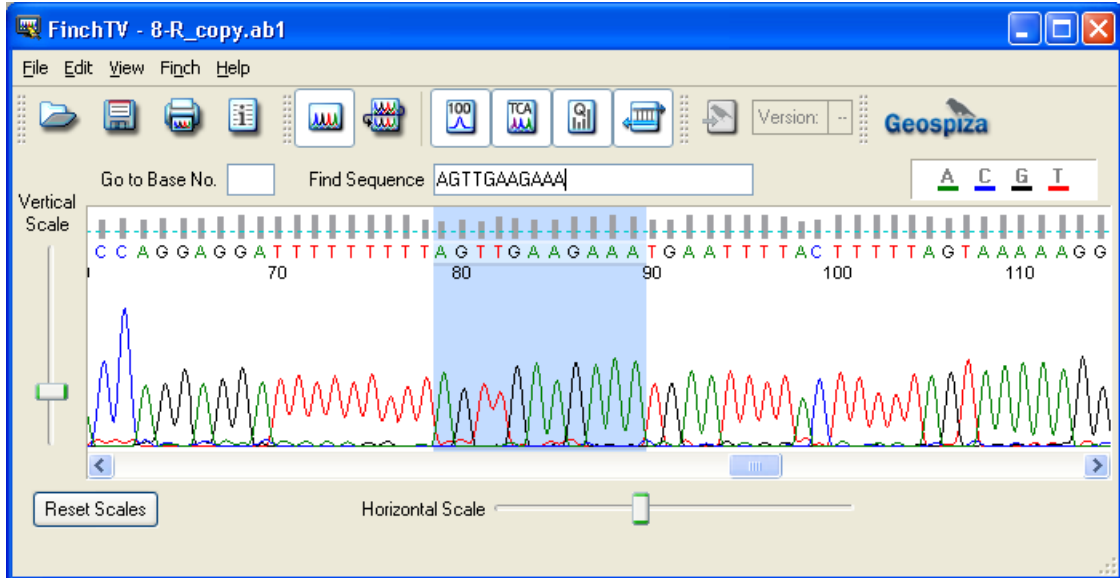 FinchTV - 8-R_copy.ab1
File Edit View Finch Help
100 TCA Q Version: -- Geospiza
Go to Base No. Find Sequence AGTTGAAGAAA A C G T
Vertical
Scale
C C A G G A G G A T T T T T T T T T A G T T G A A G A A A T G A A T T T T A C T T T T T A G T A A A A A G G
70 80 90 100 110
Reset Scales Horizontal Scale